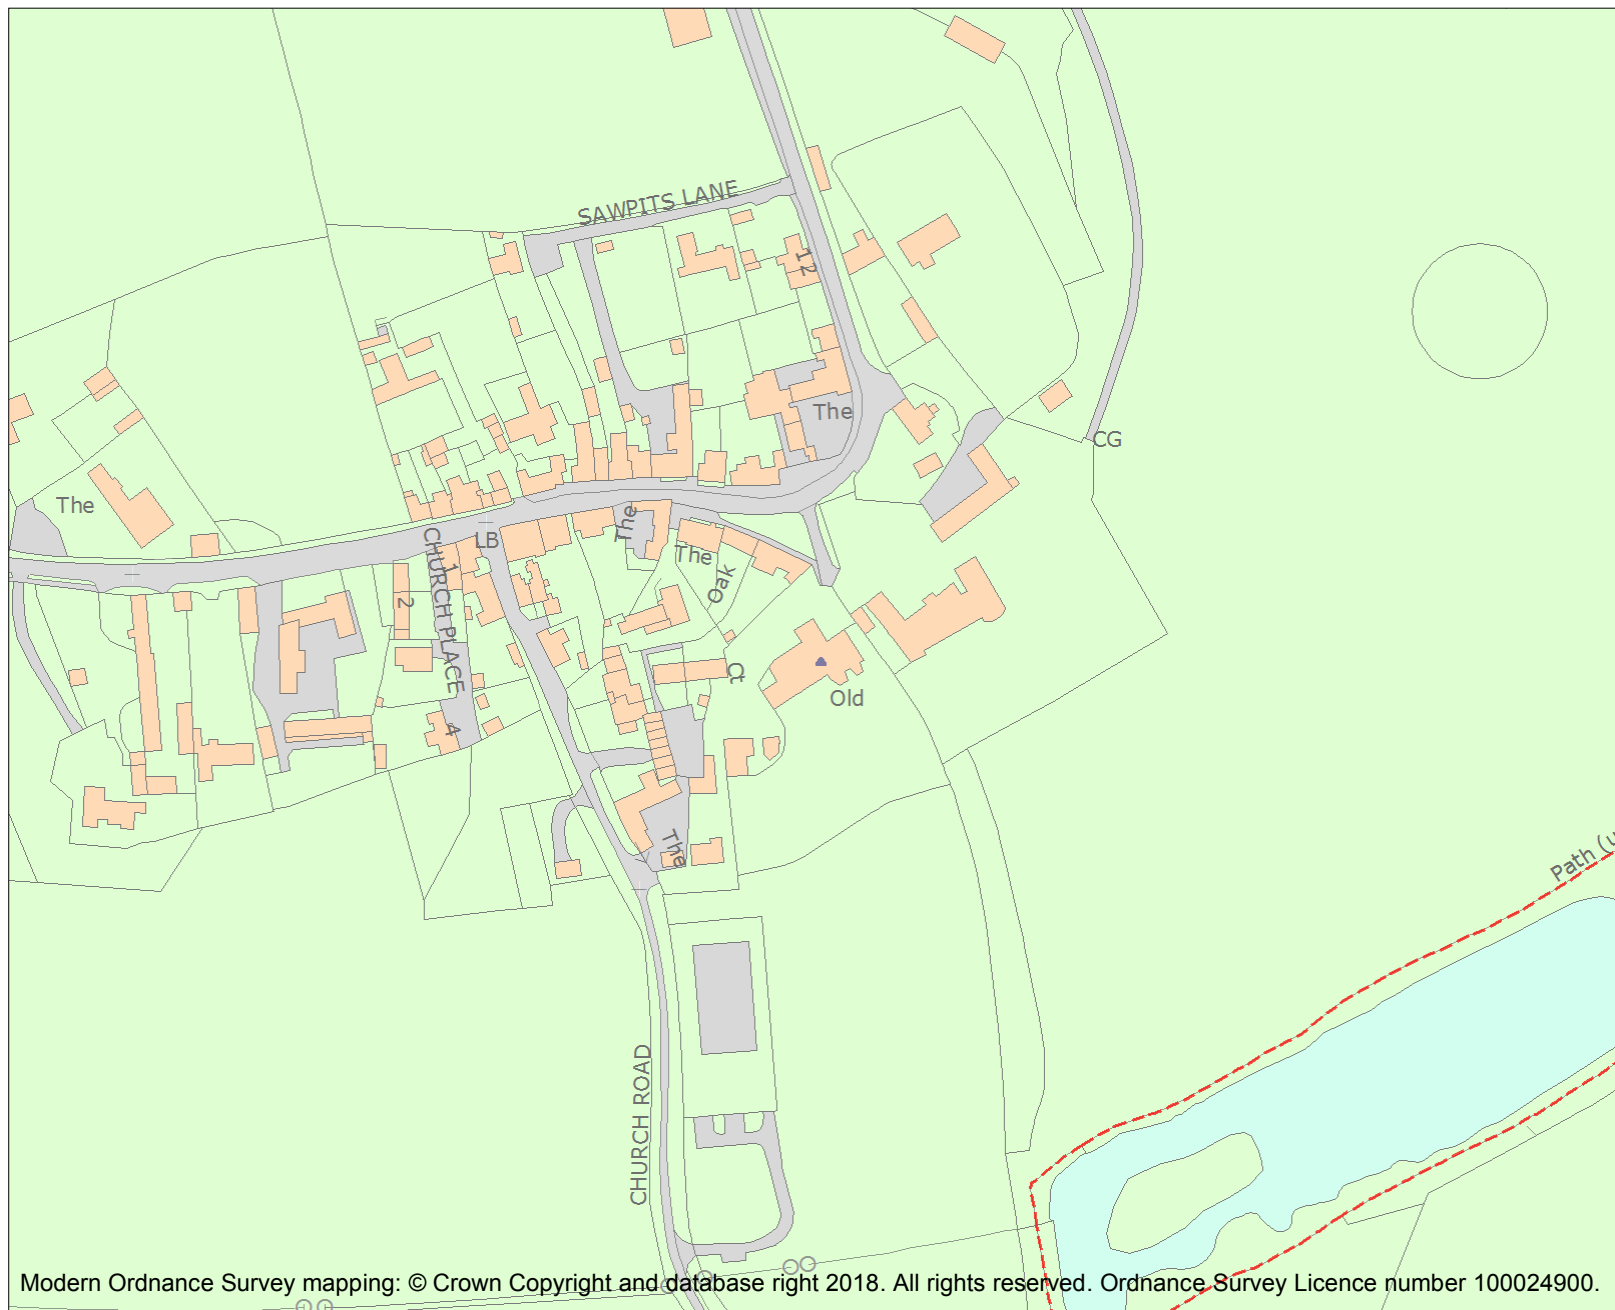 SAWPITS LANE
12
The
CG
The
The
LB
The
CHURCH PLACE
1
Oak
2
Ct
Old
4
The
Path (u
CHURCH ROAD
Modern Ordnance Survey mapping: © Crown Copyright and database right 2018. All rights reserved. Ordnance Survey Licence number 100024900.